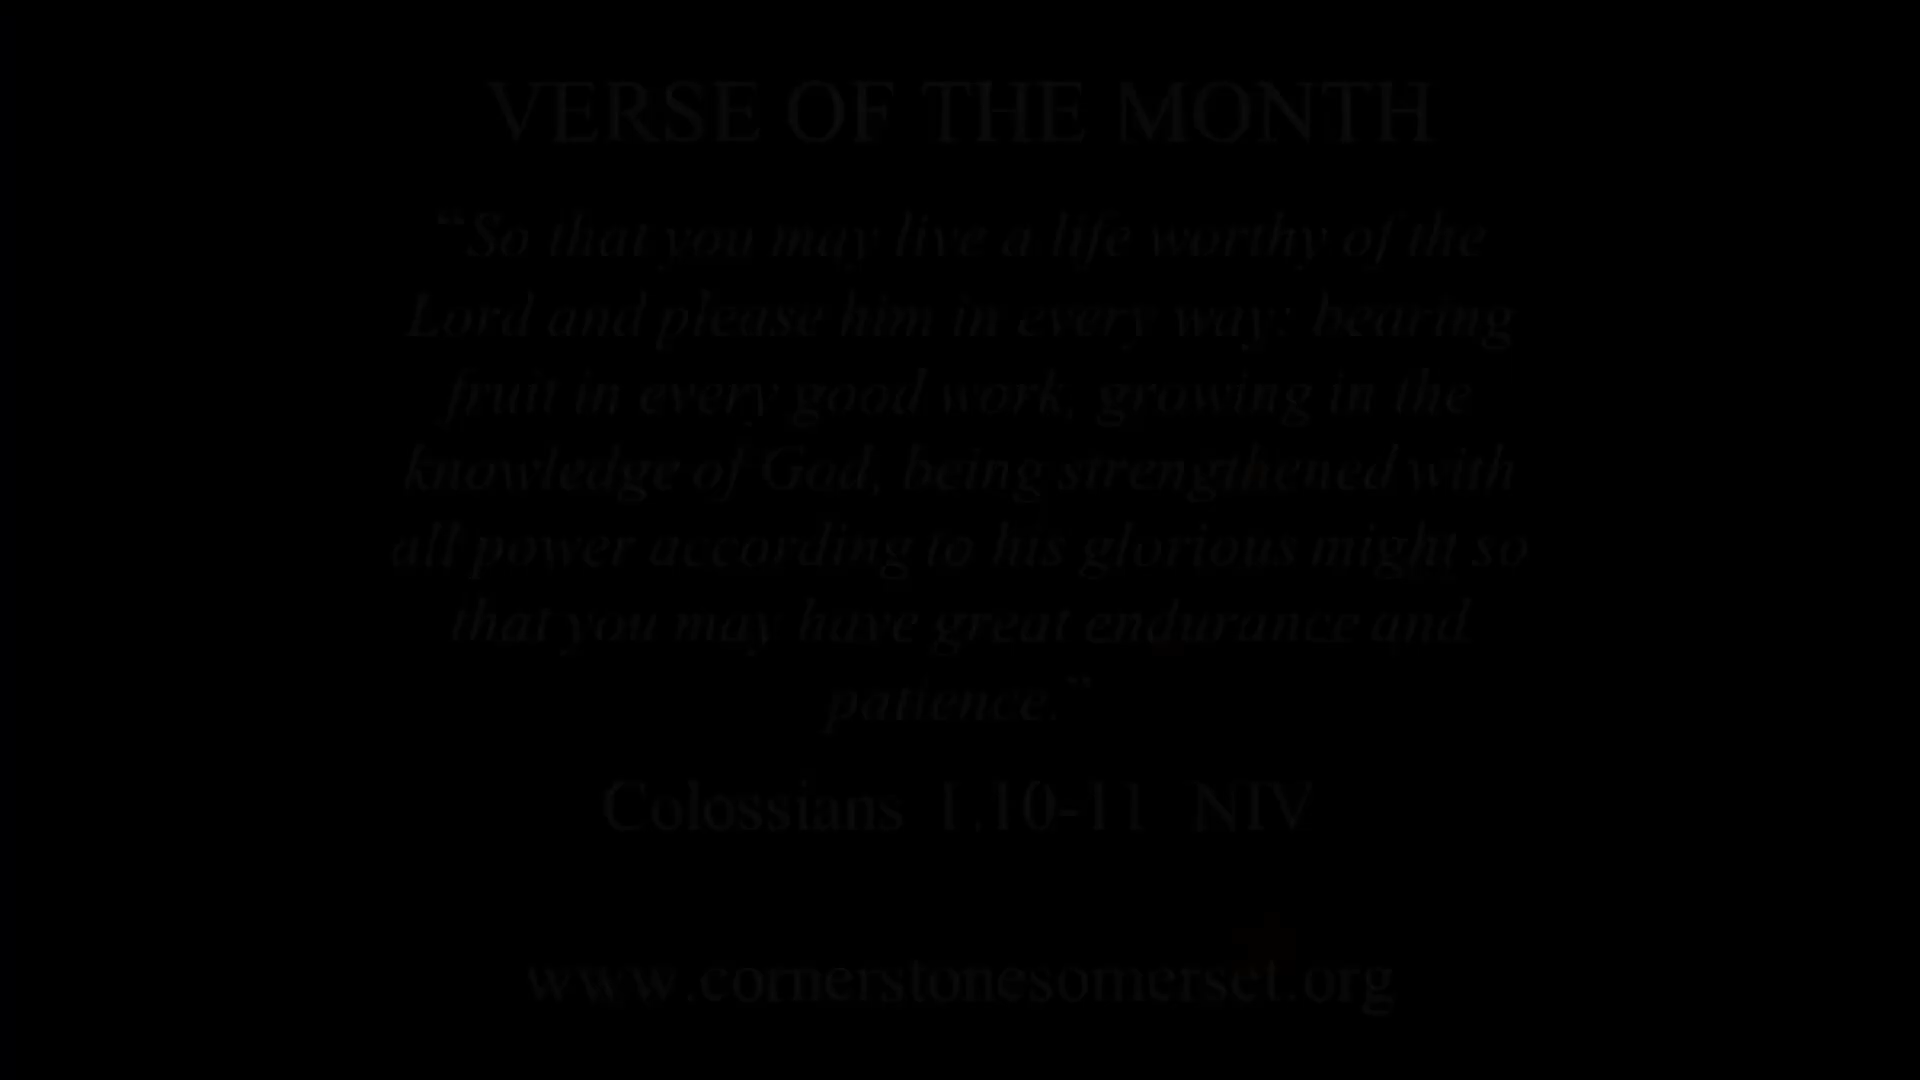 VERSE OF THE MONTH
“So that you may live a life worthy of the
Lord and please him in every way: bearing
fruit in every good work, growing in the
knowledge of God, being strengthened with
all power according to his glorious might so
that you may have great endurance and
patience.”
Colossians 1.10-11 NIV
www.cornerstonesomerset.org